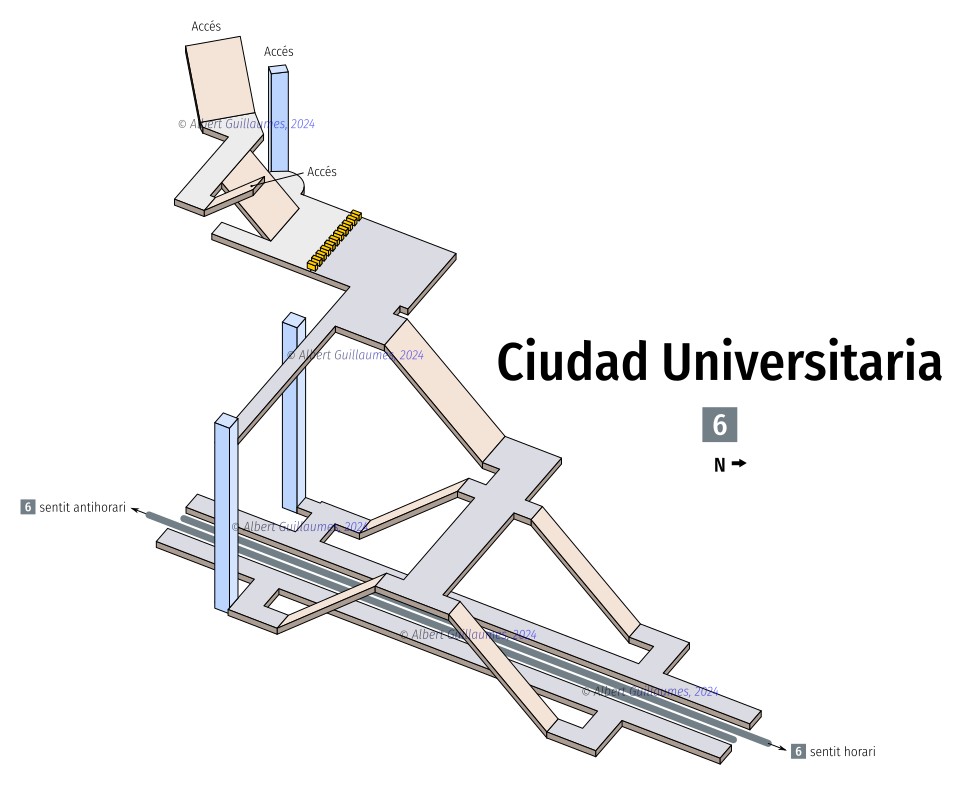 Accés
Accés
© Albert Guillaumes, 2024
Accés
Ciudad Universitaria
© Albert Guillaumes, 2024
6
N
6 sentit antihorari
© Albert Guillaumes, 2024
© Albert Guillaumes, 2024
© Albert Guillaumes, 2024
6 sentit horari